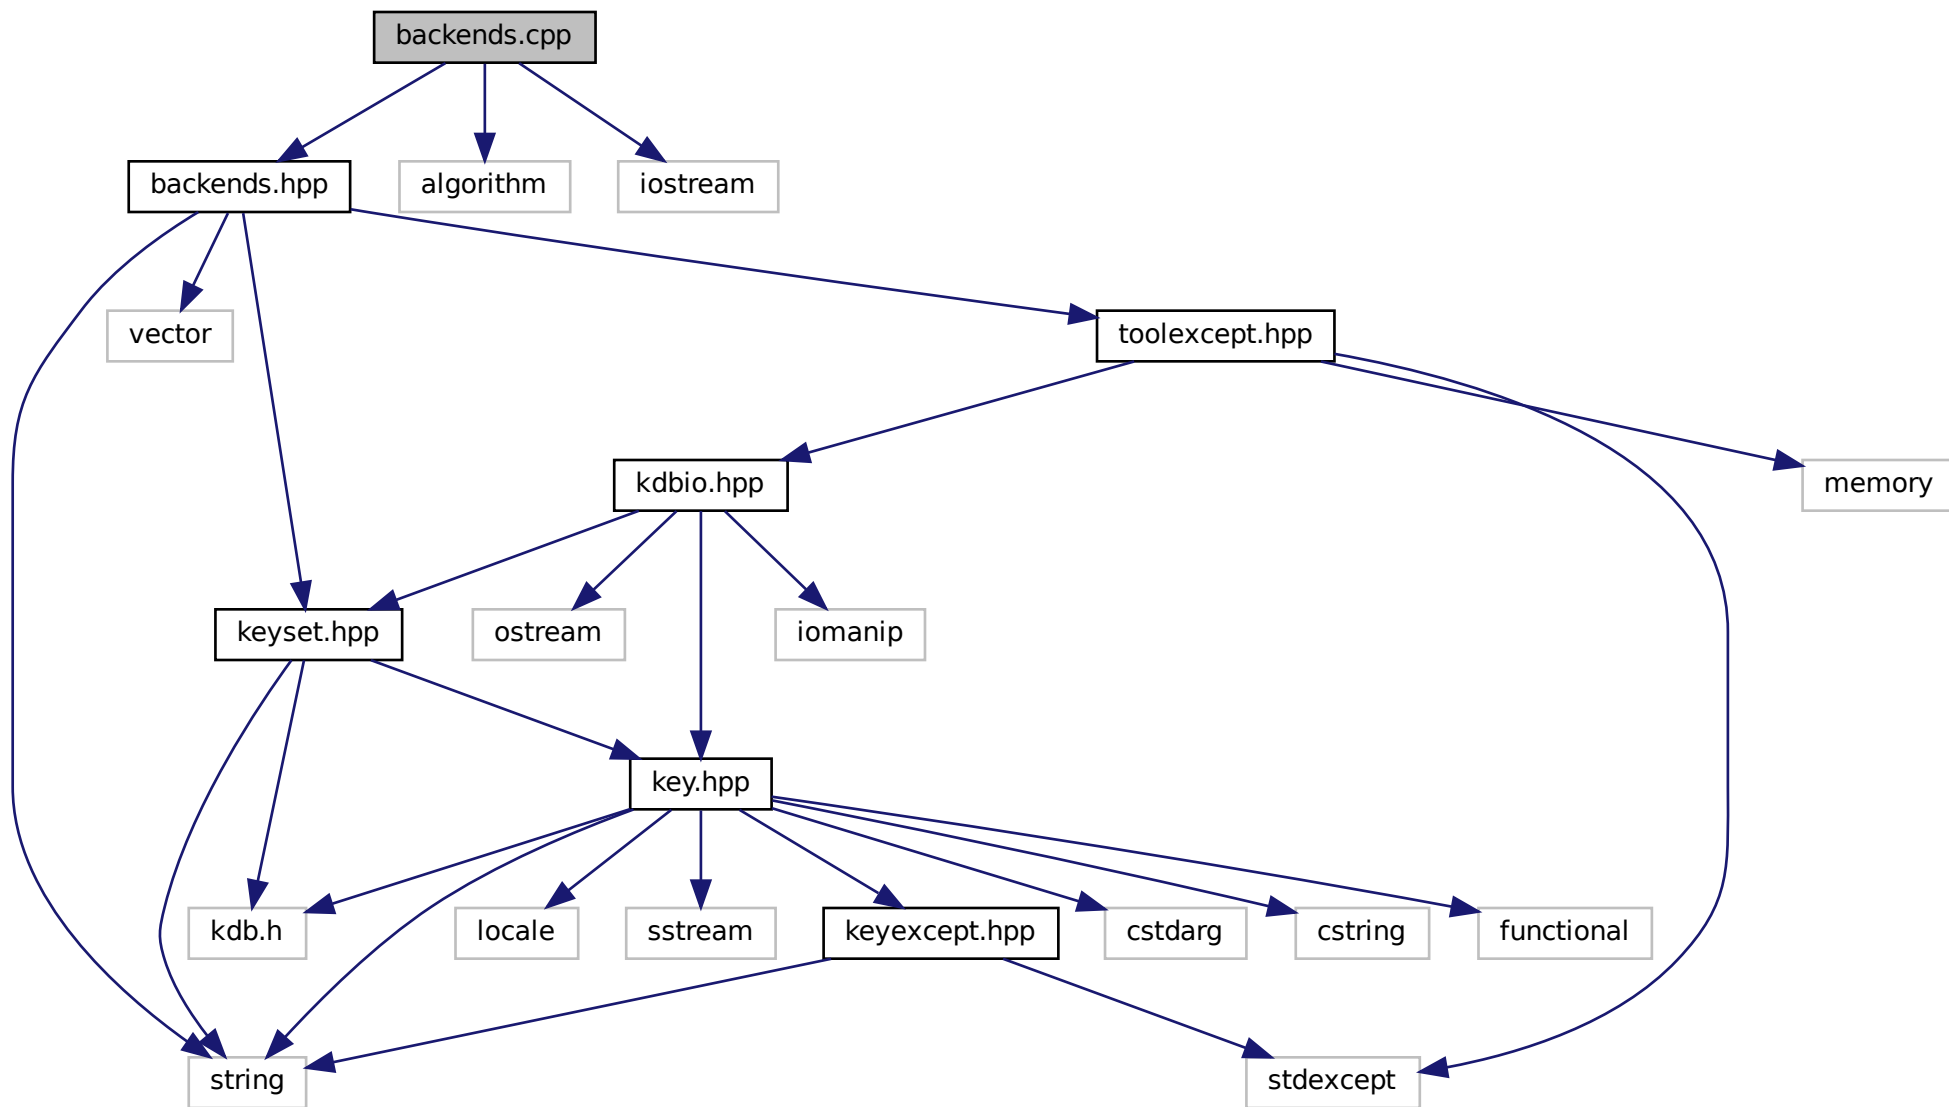 backends.cpp
backends.hpp
algorithm
iostream
vector
toolexcept.hpp
kdbio.hpp
memory
keyset.hpp
ostream
iomanip
key.hpp
kdb.h
locale
sstream
keyexcept.hpp
cstdarg
cstring
functional
string
stdexcept